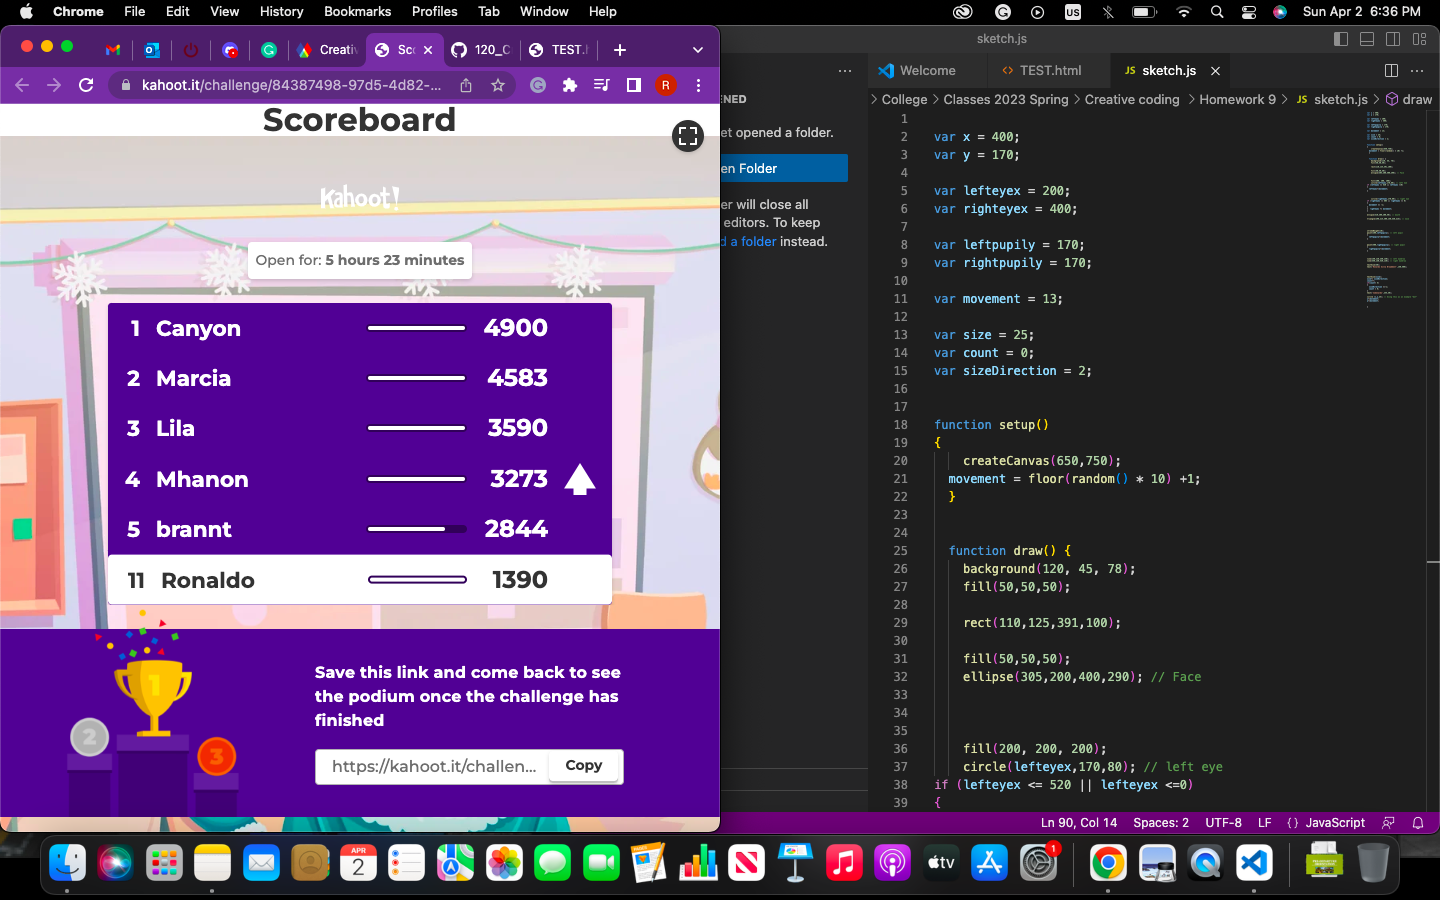 Chrome File Edit View History Bookmarks Profiles Tab Window Help US Sun Apr 2 6:36 PM
Creativ Sco 120_C TEST.h
kahoot.it/challenge/84387498-97d5-4d82-... R
Scoreboard
Kahoot!
Open for: 5 hours 23 minutes
1 Canyon 4900
2 Marcia 4583
3 Lila 3590
4 Mhanon 3273
5 brannt 2844
11 Ronaldo 1390
1
2
3
Save this link and come back to see
the podium once the challenge has
finished
https://kahoot.it/challen... Copy
sketch.js
NED
et opened a folder.
en Folder
er will close all
editors. To keep
d a folder instead.
Welcome <> TEST.html JS sketch.js
> College > Classes 2023 Spring > Creative coding > Homework 9 > JS sketch.js > draw
1
2 var x = 400;
3 var y = 170;
4
5 var lefteyex = 200;
6 var righteyex = 400;
7
8 var leftpupily = 170;
9 var rightpupily = 170;
10
11 var movement = 13;
12
13 var size = 25;
14 var count = 0;
15 var sizeDirection = 2;
16
17
18 function setup()
19 {
20 createCanvas(650,750);
21 movement = floor(random() * 10) +1;
22 }
23
24
25 function draw() {
26 background(120, 45, 78);
27 fill(50,50,50);
28
29 rect(110,125,391,100);
30
31 fill(50,50,50);
32 ellipse(305,200,400,290); // Face
33
34
35
36 fill(200, 200, 200);
37 circle(lefteyex,170,80); // left eye
38 if (lefteyex <= 520 || lefteyex <=0)
39 {
Ln 90, Col 14 Spaces: 2 UTF-8 LF {} JavaScript
APR
2
tv
1